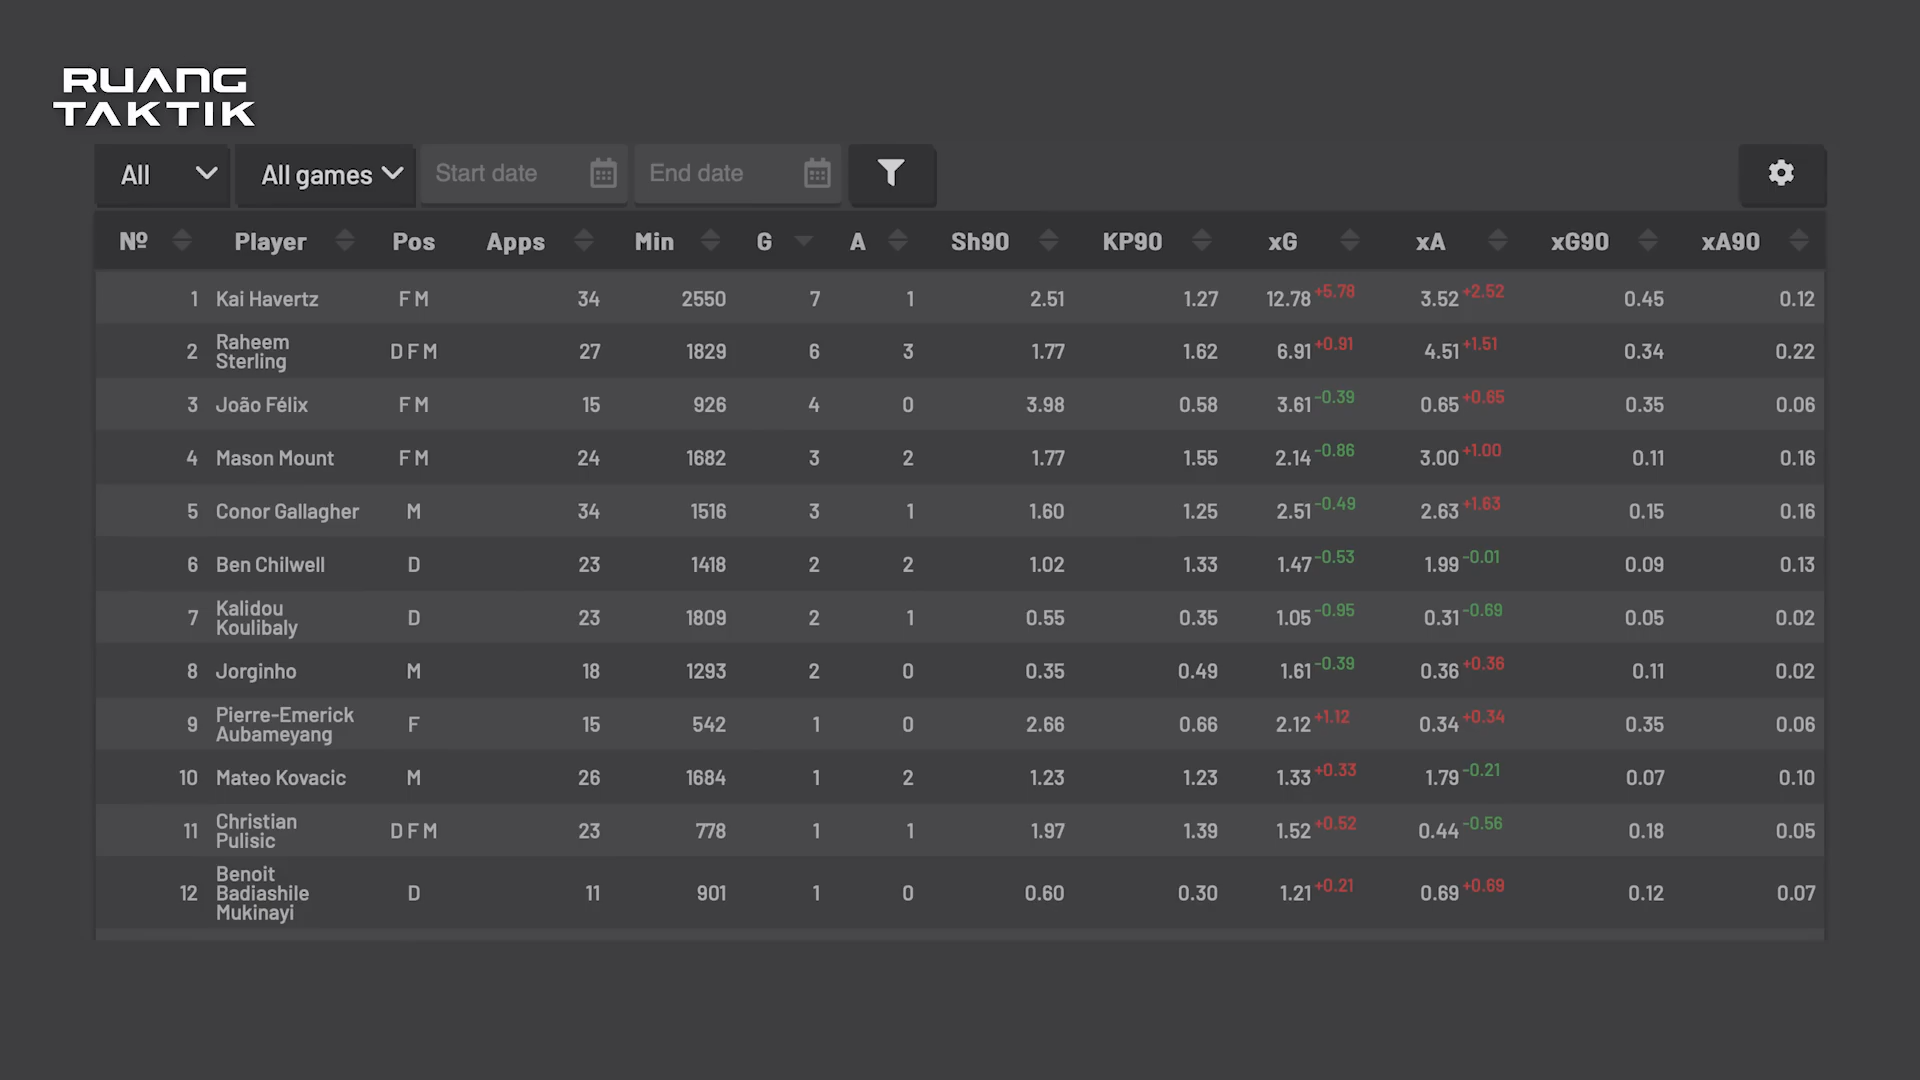 RUANG
TAKTIK
All All games Start date End date
Nº Player Pos Apps Min G A Sh90 KP90 xG xA xG90 xA90
1 Kai Havertz F M 34 2550 7 1 2.51 1.27 12.78+5.78 3.52+2.52 0.45 0.12
2 Raheem Sterling D F M 27 1829 6 3 1.77 1.62 6.91+0.91 4.51+1.51 0.34 0.22
3 João Félix F M 15 926 4 0 3.98 0.58 3.61-0.39 0.65+0.65 0.35 0.06
4 Mason Mount F M 24 1682 3 2 1.77 1.55 2.14-0.86 3.00+1.00 0.11 0.16
5 Conor Gallagher M 34 1516 3 1 1.60 1.25 2.51-0.49 2.63+1.63 0.15 0.16
6 Ben Chilwell D 23 1418 2 2 1.02 1.33 1.47-0.53 1.99-0.01 0.09 0.13
7 Kalidou Koulibaly D 23 1809 2 1 0.55 0.35 1.05-0.95 0.31-0.69 0.05 0.02
8 Jorginho M 18 1293 2 0 0.35 0.49 1.61-0.39 0.36+0.36 0.11 0.02
9 Pierre-Emerick Aubameyang F 15 542 1 0 2.66 0.66 2.12+1.12 0.34+0.34 0.35 0.06
10 Mateo Kovacic M 26 1684 1 2 1.23 1.23 1.33+0.33 1.79-0.21 0.07 0.10
11 Christian Pulisic D F M 23 778 1 1 1.97 1.39 1.52+0.52 0.44-0.56 0.18 0.05
12 Benoit Badiashile Mukinayi D 11 901 1 0 0.60 0.30 1.21+0.21 0.69+0.69 0.12 0.07